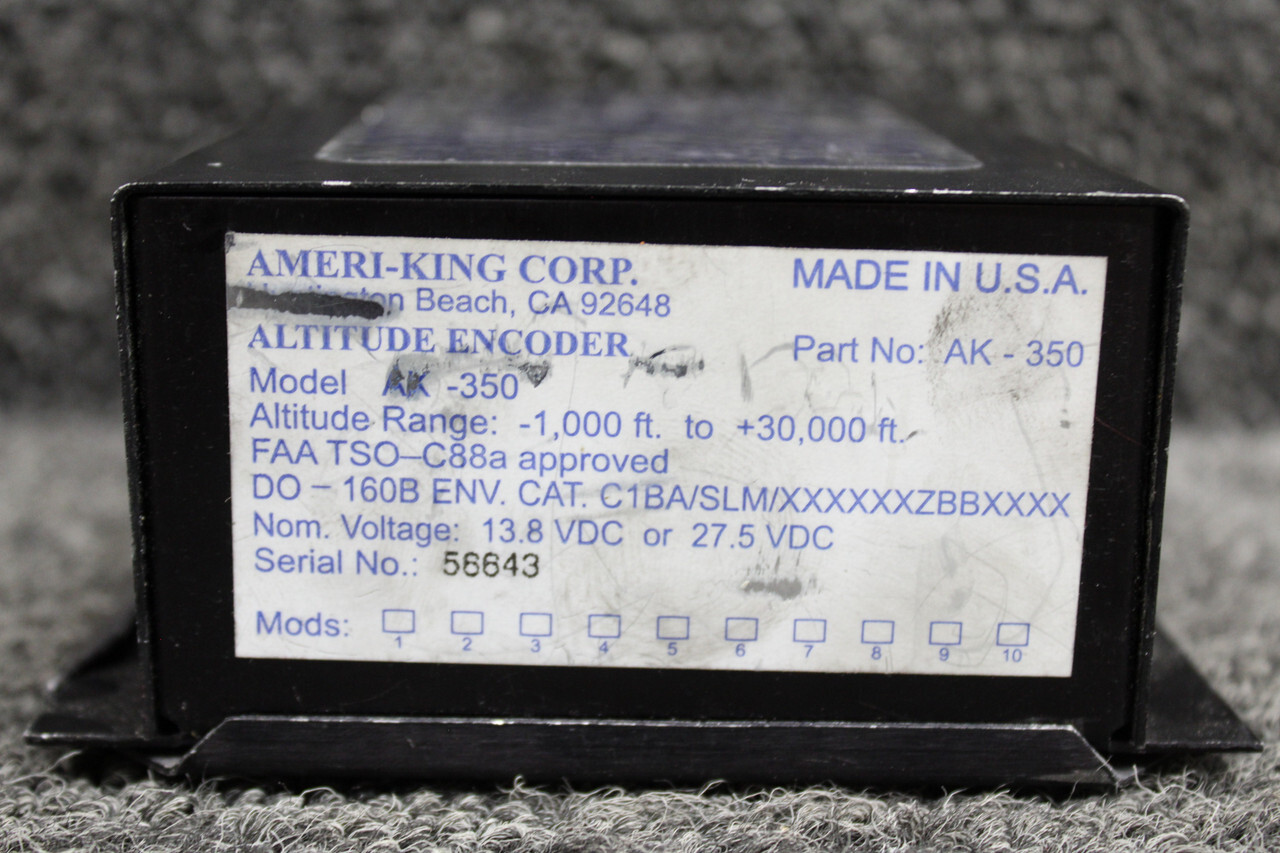 AMERI-KING CORP.
MADE IN U.S.A.
Beach, CA 92648
ALTITUDE ENCODER
Part No: AK - 350
Model AK -350
Altitude Range: -1,000 ft. to +30,000 ft.
FAA TSO-C88a approved
DO - 160B ENV. CAT. C1BA/SLM/XXXXXXZBBXXXX
Nom. Voltage: 13.8 VDC or 27.5 VDC
Serial No.: 56643
Mods: 1 2 3 4 5 6 7 8 9 10